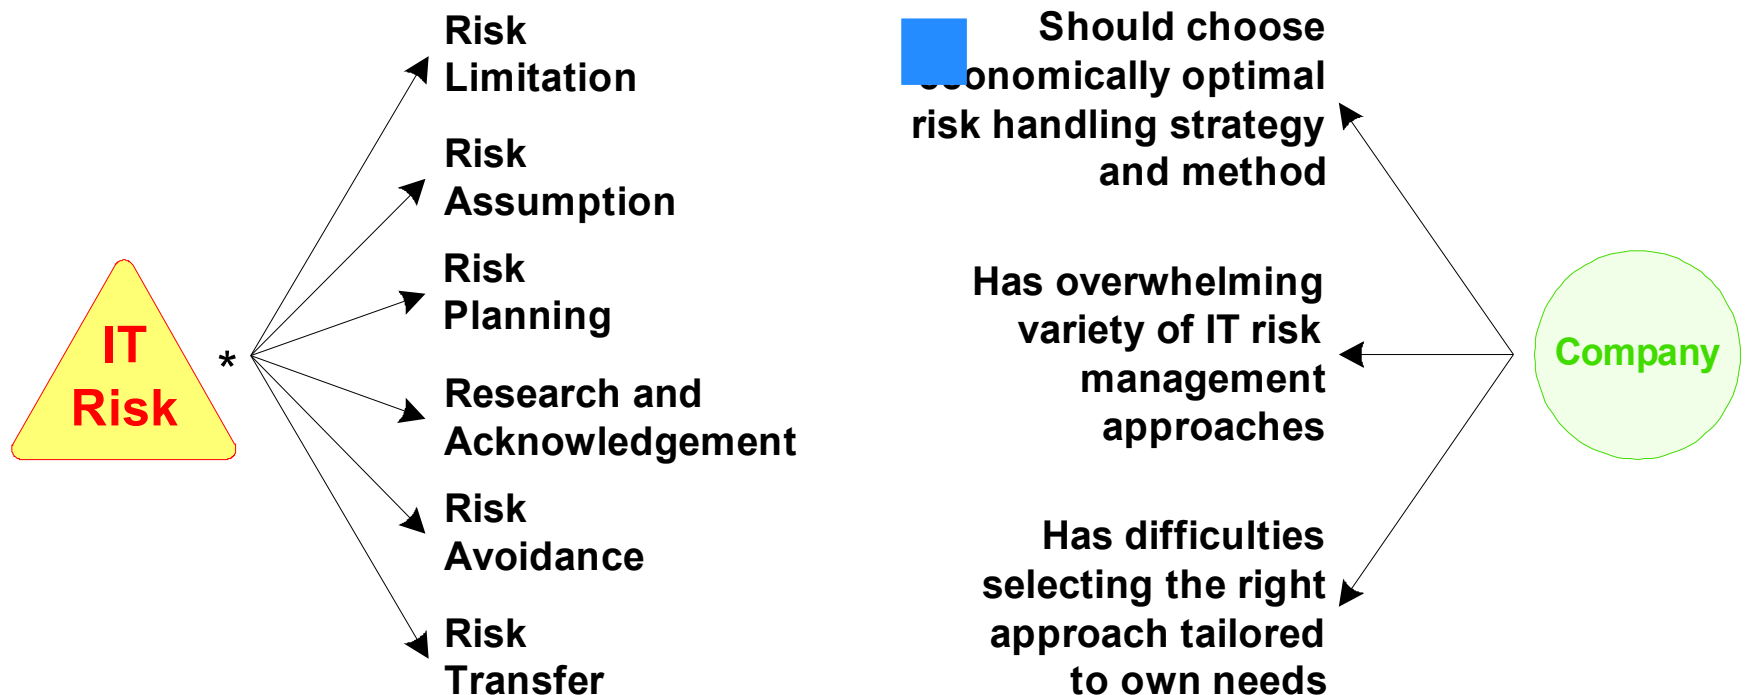 Risk
Limitation
Risk
Assumption
Risk
Planning
Research and
Acknowledgement
Risk
Avoidance
Risk
Transfer
IT
Risk
*
Should choose
optimal
risk handling strategy
and method
Has overwhelming
variety of IT risk
management
approaches
Has difficulties
selecting the right
approach tailored
to own needs
Company